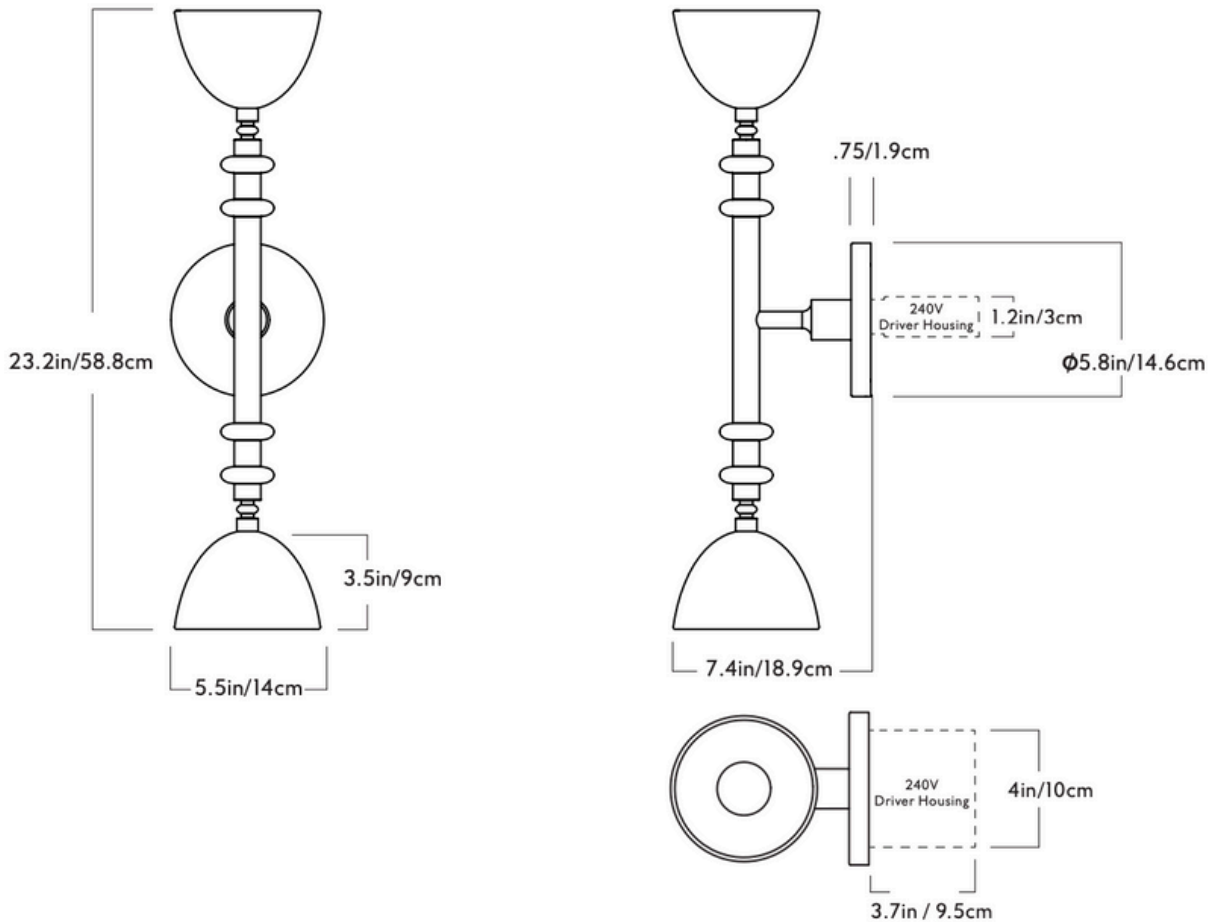 .75/1.9cm
240V
Driver Housing
1.2in/3cm
23.2in/58.8cm
Φ5.8in/14.6cm
3.5in/9cm
5.5in/14cm
7.4in/18.9cm
240V
Driver Housing
4in/10cm
3.7in / 9.5cm